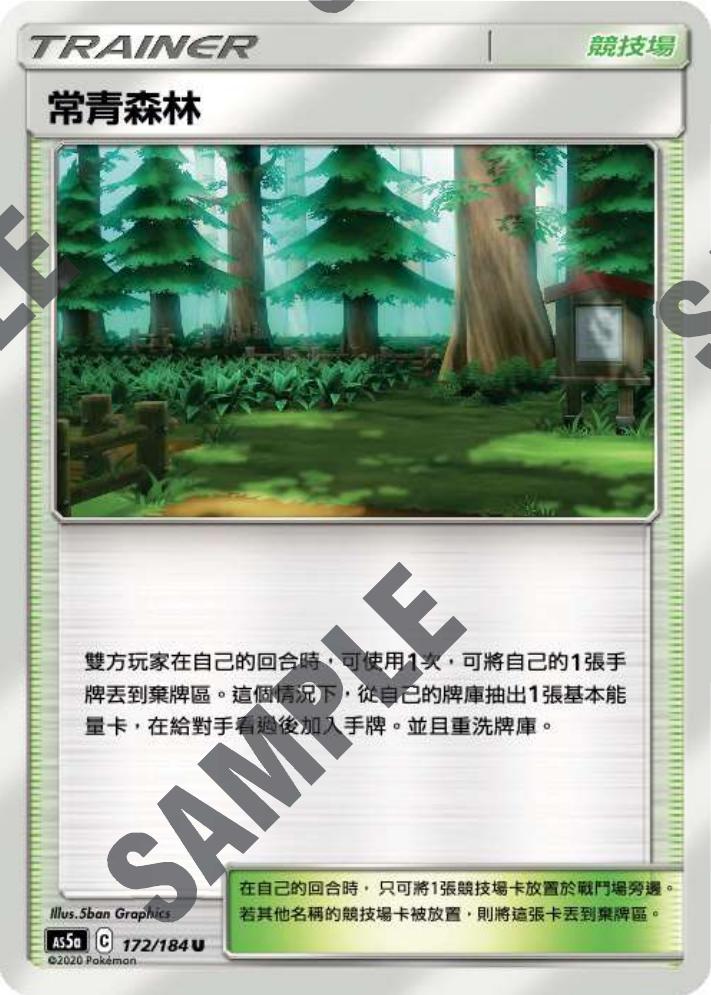 TRAINER
競技場
常青森林
雙方玩家在自己的回合時，可使用1次，可將自己的1張手
牌丟到棄牌區。這個情況下，從自己的牌庫抽出1張基本能
量卡，在給對手看過後加入手牌。並且重洗牌庫。
SAMPLE
在自己的回合時， 只可將1張競技場卡放置於戰鬥場旁邊。
若其他名稱的競技場卡被放置，則將這張卡丟到棄牌區。
Illus.5ban Graphics
AS5a C 172/184 U
©2020 Pokémon